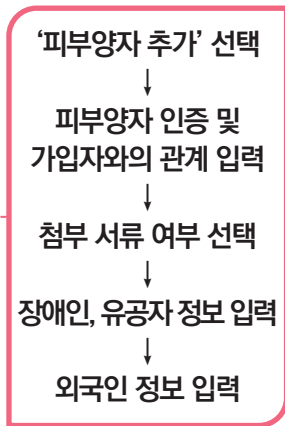 ‘피부양자 추가’ 선택
피부양자 인증 및
가입자와의 관계 입력
첨부 서류 여부 선택
장애인, 유공자 정보 입력
외국인 정보 입력